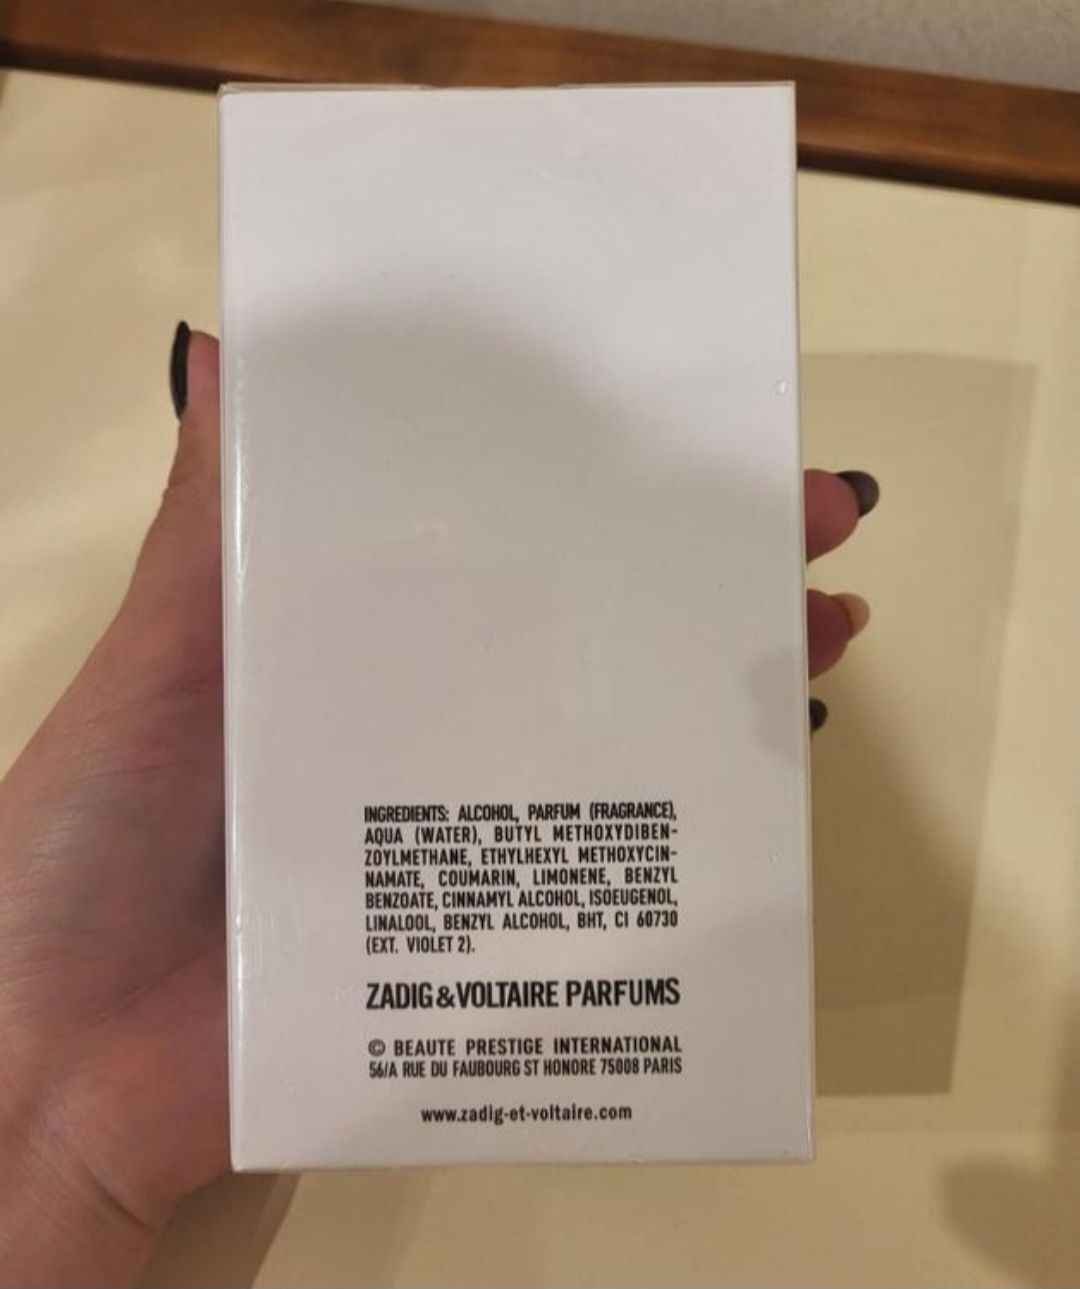 INGREDIENTS: ALCOHOL, PARFUM (FRAGRANCE),
AQUA (WATER), BUTYL METHOXYDIBEN-
ZOYLMETHANE, ETHYLHEXYL METHOXYCIN-
NAMATE, COUMARIN, LIMONENE, BENZYL
BENZOATE, CINNAMYL ALCOHOL, ISOEUGENOL,
LINALOOL, BENZYL ALCOHOL, BHT, CI 60730
(EXT. VIOLET 2).
ZADIG & VOLTAIRE PARFUMS
© BEAUTE PRESTIGE INTERNATIONAL
56/A RUE DU FAUBOURG ST HONORE 75008 PARIS
www.zadig-et-voltaire.com